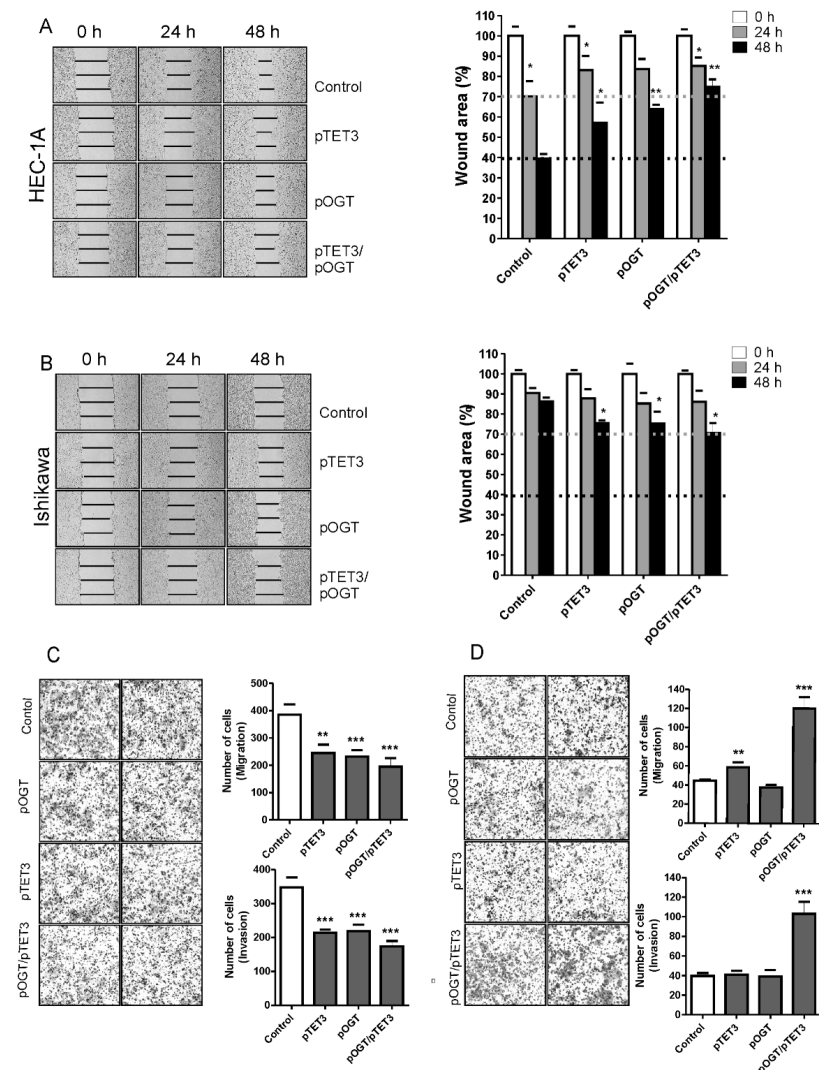 A
0 h 24 h 48 h
HEC-1A
Control
pTET3
pOGT
pTET3/
pOGT
Wound area (%)
110
100
90
80
70
60
50
40
30
20
10
0
* * * * ** * **
Control pTET3 pOGT pOGT/pTET3
0 h
24 h
48 h
B
0 h 24 h 48 h
Ishikawa
Control
pTET3
pOGT
pTET3/
pOGT
Wound area (%)
110
100
90
80
70
60
50
40
30
20
10
0
* * *
Control pTET3 pOGT pOGT/pTET3
0 h
24 h
48 h
C
Contol
pOGT
pTET3
pOGT/pTET3
Number of cells
(Migration)
500
400
300
200
100
0
** *** ***
Control pTET3 pOGT pOGT/pTET3
Number of cells
(Invasion)
400
300
200
100
0
*** *** ***
Control pTET3 pOGT pOGT/pTET3
D
Contol
pOGT
pTET3
pOGT/pTET3
Number of cells
(Migration)
140
120
100
80
60
40
20
0
** ***
Control pTET3 pOGT pOGT/pTET3
Number of cells
(Invasion)
140
120
100
80
60
40
20
0
***
Control pTET3 pOGT pOGT/pTET3